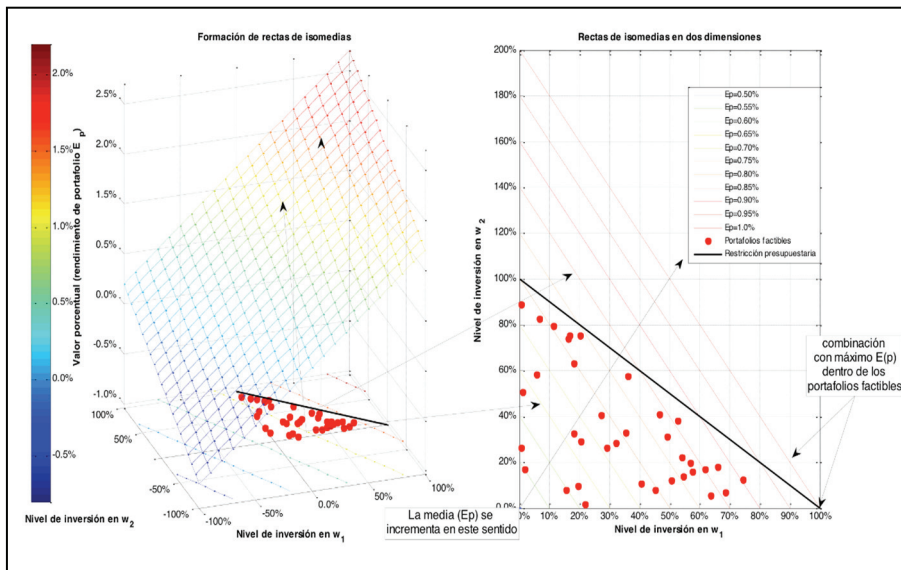 Formación de rectas de isomedias
2.0%
1.5%
1.0%
0.5%
0.0%
-0.5%
Valor porcentual (rendimiento de portafolio E p)
2.5%
2.0%
1.5%
1.0%
0.5%
0.0%
-0.5%
-1.0%
100%
50%
-50%
-100%
-100%
-50%
0.0%
50%
100%
Nivel de inversión en w2
Nivel de inversión en w1
La media (Ep) se
incrementa en este sentido
Rectas de isomedias en dos dimensiones
200%
180%
160%
140%
120%
100%
80%
60%
40%
20%
0.0%
Nivel de inversión en w 2
Ep=0.50%
Ep=0.55%
Ep=0.60%
Ep=0.65%
Ep=0.70%
Ep=0.75%
Ep=0.80%
Ep=0.85%
Ep=0.90%
Ep=0.95%
Ep=1.0%
Portafolios factibles
Restricción presupuestaria
combinación
con máximo E(p)
dentro de los
portafolios factibles
0% 10% 20% 30% 40% 50% 60% 70% 80% 90% 100%
Nivel de inversión en w1